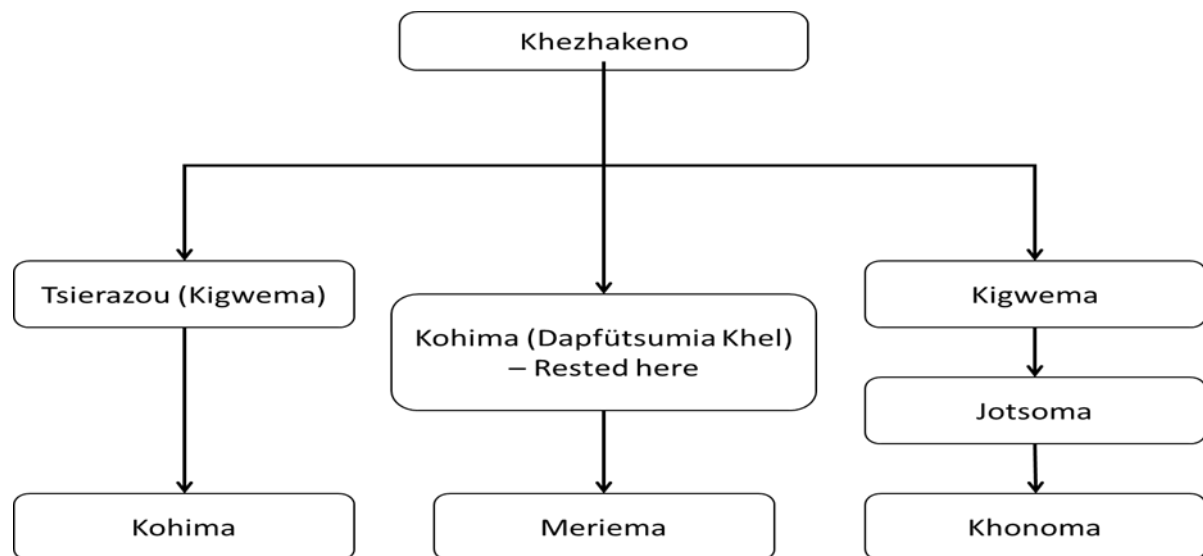 Khezhakeno
Tsierazou (Kigwema)
Kohima (Dapfütsumia Khel)
– Rested here
Kigwema
Jotsoma
Kohima
Meriema
Khonoma